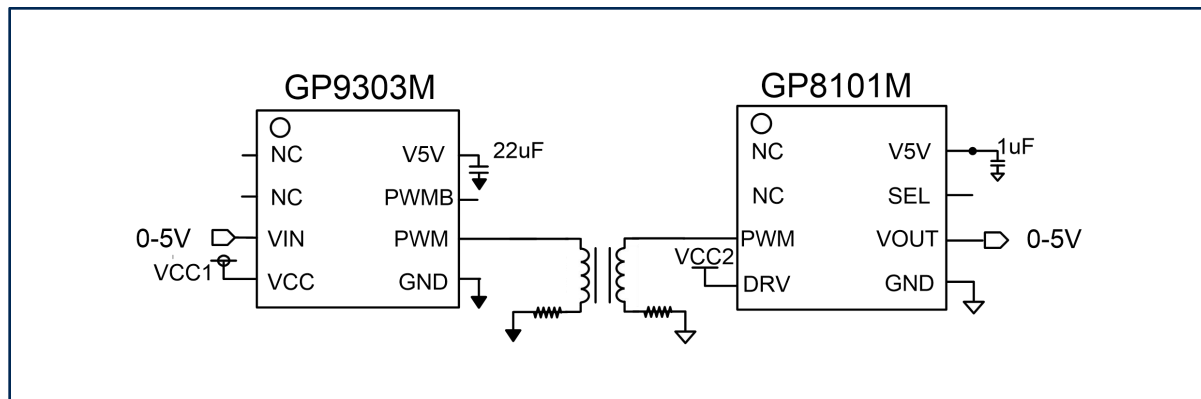 GP9303M
GP8101M
NC
V5V
22uF
NC
PWMB
0-5V
VIN
PWM
VCC1
VCC
GND
NC
V5V
1uF
NC
SEL
PWM
VOUT
0-5V
VCC2
DRV
GND